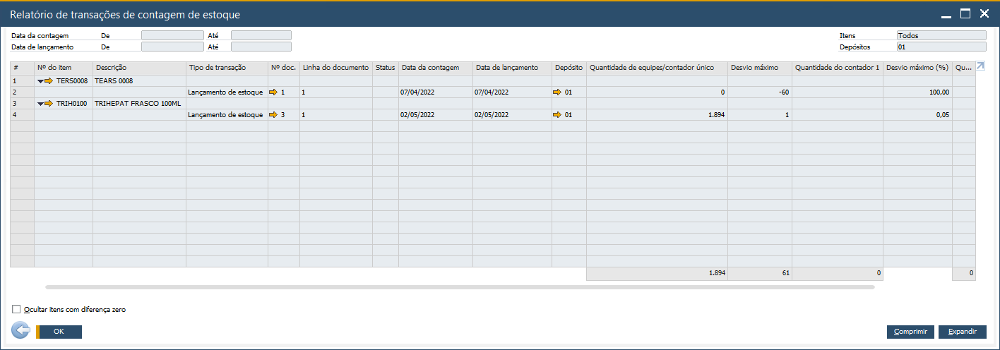 Relatório de transações de contagem de estoque
Data da contagem De Até Itens Todos
Data de lançamento De Até Depósitos 01
# Nº do item Descrição Tipo de transação Nº doc. Linha do documento Status Data da contagem Data de lançamento Depósito Quantidade de equipes/contador único Desvio máximo Quantidade do contador 1 Desvio máximo (%) Qu...
1 TERS0008 TEARS 0008
2 Lançamento de estoque 1 1 07/04/2022 07/04/2022 01 0 -60 100,00
3 TRIH0100 TRIHEPAT FRASCO 100ML
4 Lançamento de estoque 3 1 02/05/2022 02/05/2022 01 1.894 1 0,05
1.894 61 0 0
Ocultar itens com diferença zero
OK Comprimir Expandir